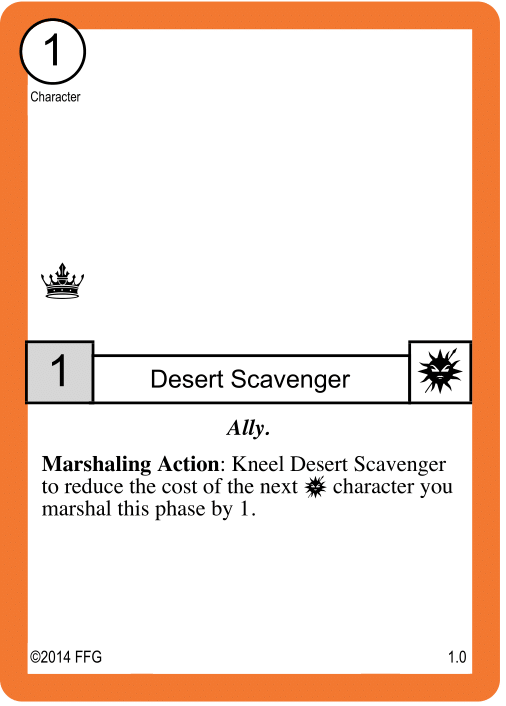 1
Character
1
Desert Scavenger
Ally.
Marshaling Action: Kneel Desert Scavenger
to reduce the cost of the next character you
marshal this phase by 1.
©2014 FFG
1.0